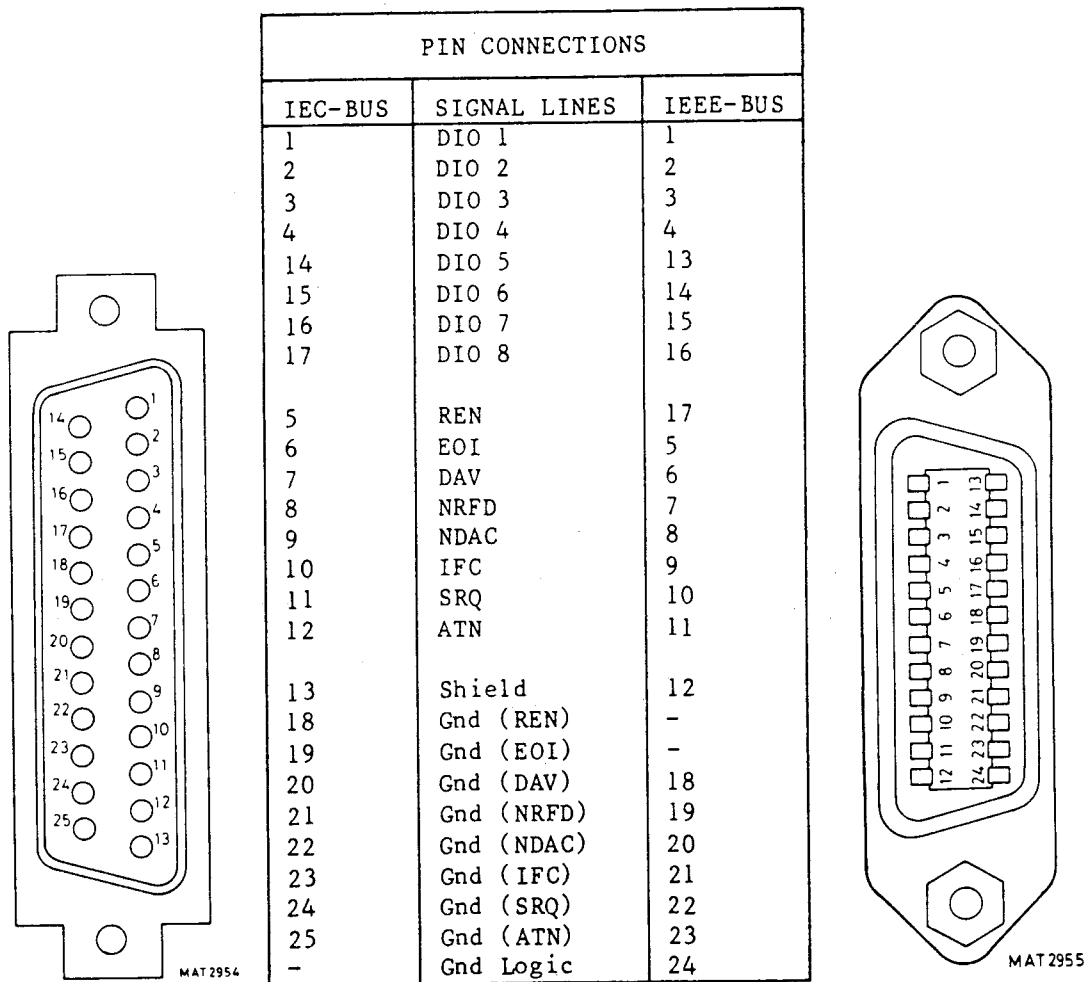 PIN CONNECTIONS
IEC-BUS SIGNAL LINES IEEE-BUS
1 DIO 1 1
2 DIO 2 2
3 DIO 3 3
4 DIO 4 4
14 DIO 5 13
15 DIO 6 14
16 DIO 7 15
17 DIO 8 16
5 REN 17
6 EOI 5
7 DAV 6
8 NRFD 7
9 NDAC 8
10 IFC 9
11 SRQ 10
12 ATN 11
13 Shield 12
18 Gnd (REN) -
19 Gnd (EOI) -
20 Gnd (DAV) 18
21 Gnd (NRFD) 19
22 Gnd (NDAC) 20
23 Gnd (IFC) 21
24 Gnd (SRQ) 22
25 Gnd (ATN) 23
- Gnd Logic 24
14 1
15 2
16 3
17 4
18 5
19 6
20 7
21 8
22 9
23 10
24 11
25 12
13
MAT 2954
1 13
2 14
3 15
4 16
5 17
6 18
7 19
8 20
9 21
10 22
11 23
12 24
MAT 2955